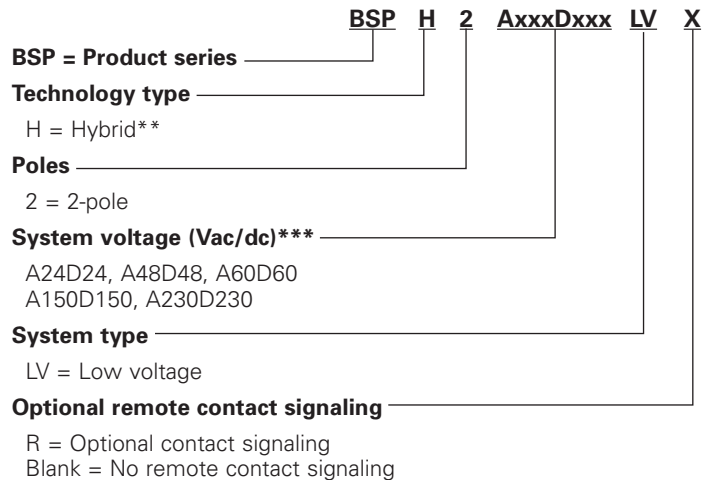 BSP H 2 AxxxDxxx LV X
BSP = Product series
Technology type
H = Hybrid**
Poles
2 = 2-pole
System voltage (Vac/dc)***
A24D24, A48D48, A60D60
A150D150, A230D230
System type
LV = Low voltage
Optional remote contact signaling
R = Optional contact signaling
Blank = No remote contact signaling